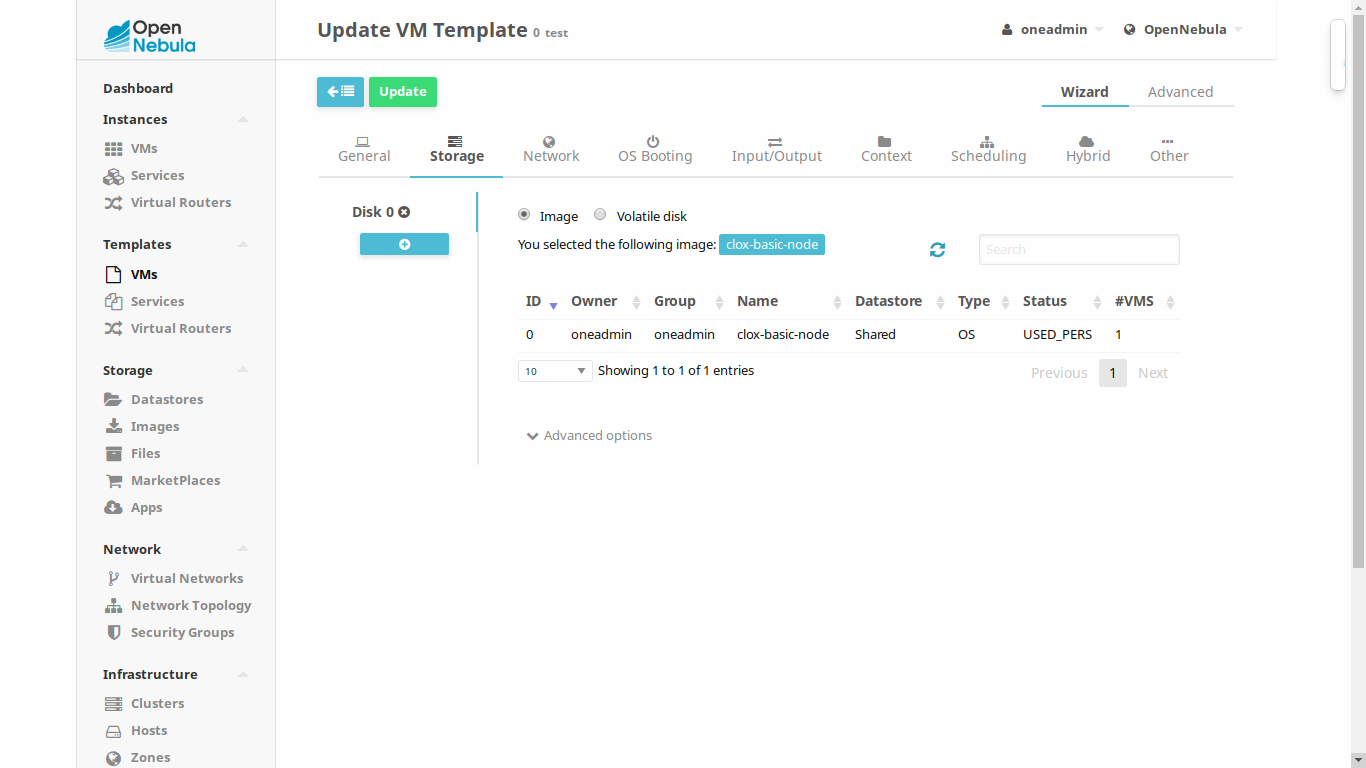 Open
Nebula
Update VM Template 0 test
oneadmin
OpenNebula
Dashboard
Instances
VMs
Services
Virtual Routers
Templates
VMs
Services
Virtual Routers
Storage
Datastores
Images
Files
MarketPlaces
Apps
Network
Virtual Networks
Network Topology
Security Groups
Infrastructure
Clusters
Hosts
Zones
Update
Wizard Advanced
General Storage Network OS Booting Input/Output Context Scheduling Hybrid Other
Disk 0
Image Volatile disk
You selected the following image: clox-basic-node
Search
ID Owner Group Name Datastore Type Status #VMS
0 oneadmin oneadmin clox-basic-node Shared OS USED_PERS 1
10 Showing 1 to 1 of 1 entries
Previous 1 Next
Advanced options